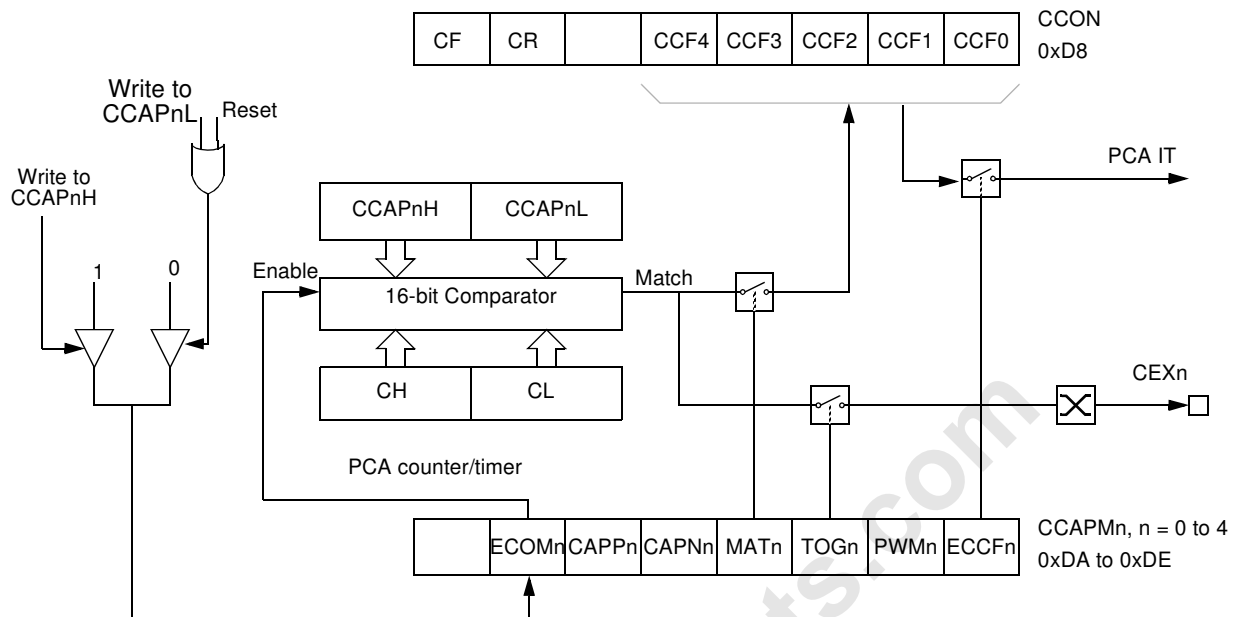 CF CR CCF4 CCF3 CCF2 CCF1 CCF0
CCON
0xD8
Write to
CCAPnL
Reset
Write to
CCAPnH
PCA IT
CCAPnH CCAPnL
1
0
Enable
16-bit Comparator
Match
CH CL
CEXn
PCA counter/timer
ECOMn CAPPn CAPNn MATn TOGn PWMn ECCFn
CCAPMn, n = 0 to 4
0xDA to 0xDE
ts.com